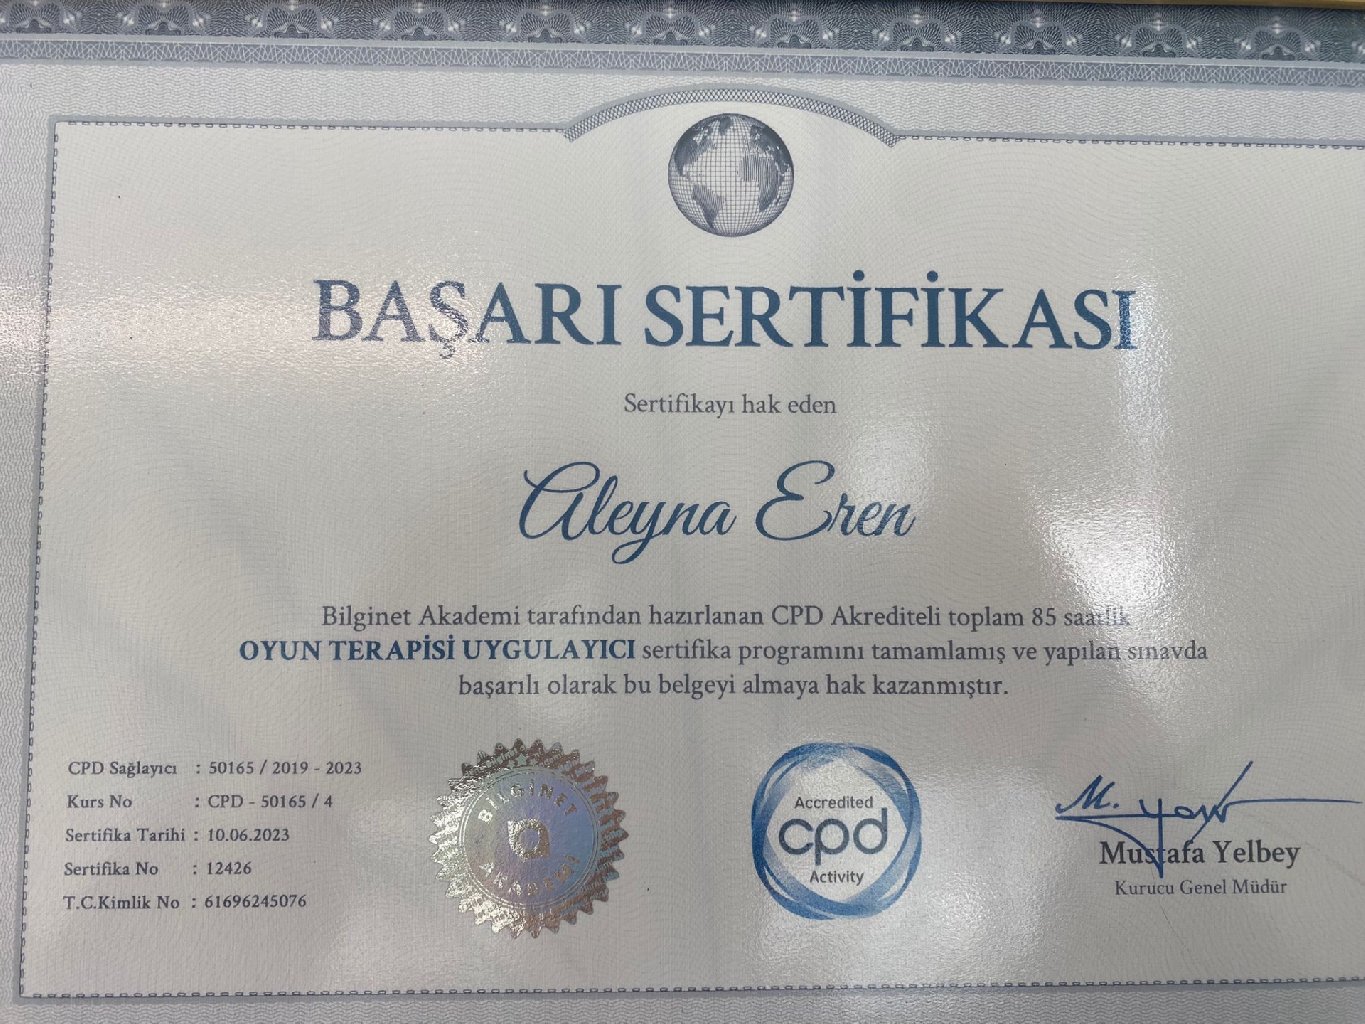 BAŞARI SERTİFİKASI
Sertifikayı hak eden
Aleyna Eren
Bilginet Akademi tarafından hazırlanan CPD Akrediteli toplam 85 saatlik
OYUN TERAPİSİ UYGULAYICI sertifika programını tamamlamış ve yapılan sınavda
başarılı olarak bu belgeyi almaya hak kazanmıştır.
CPD Sağlayıcı : 50165 / 2019 - 2023
Kurs No : CPD - 50165 / 4
Sertifika Tarihi : 10.06.2023
Sertifika No : 12426
T.C.Kimlik No : 61696245076
BİLGİNET
AKADEMİ
Accredited
cpd
Activity
Mustafa Yelbey
Kurucu Genel Müdür